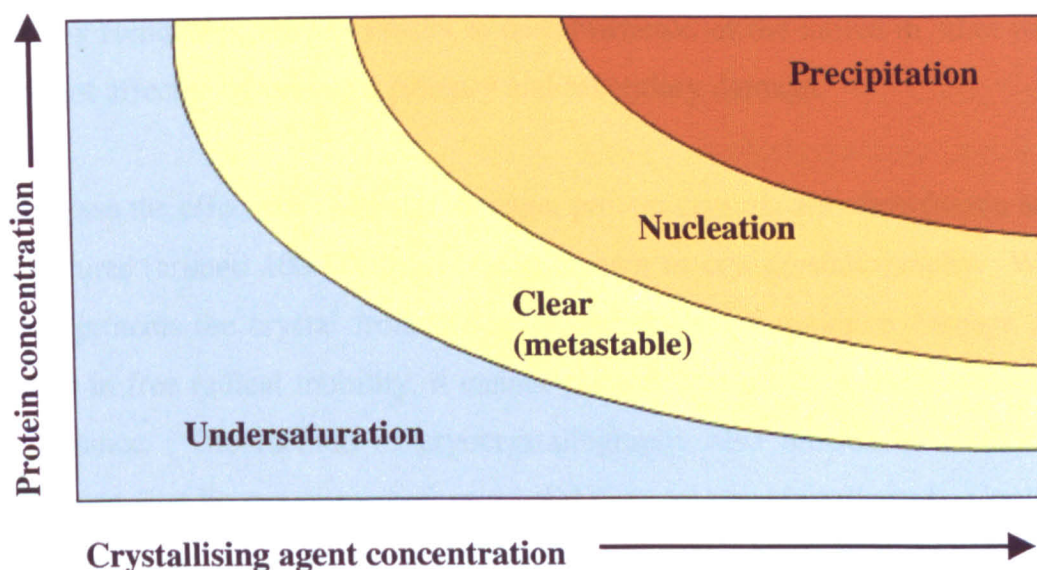 Precipitation
Nucleation
Clear
(metastable)
Undersaturation
Protein concentration
Crystallising agent concentration